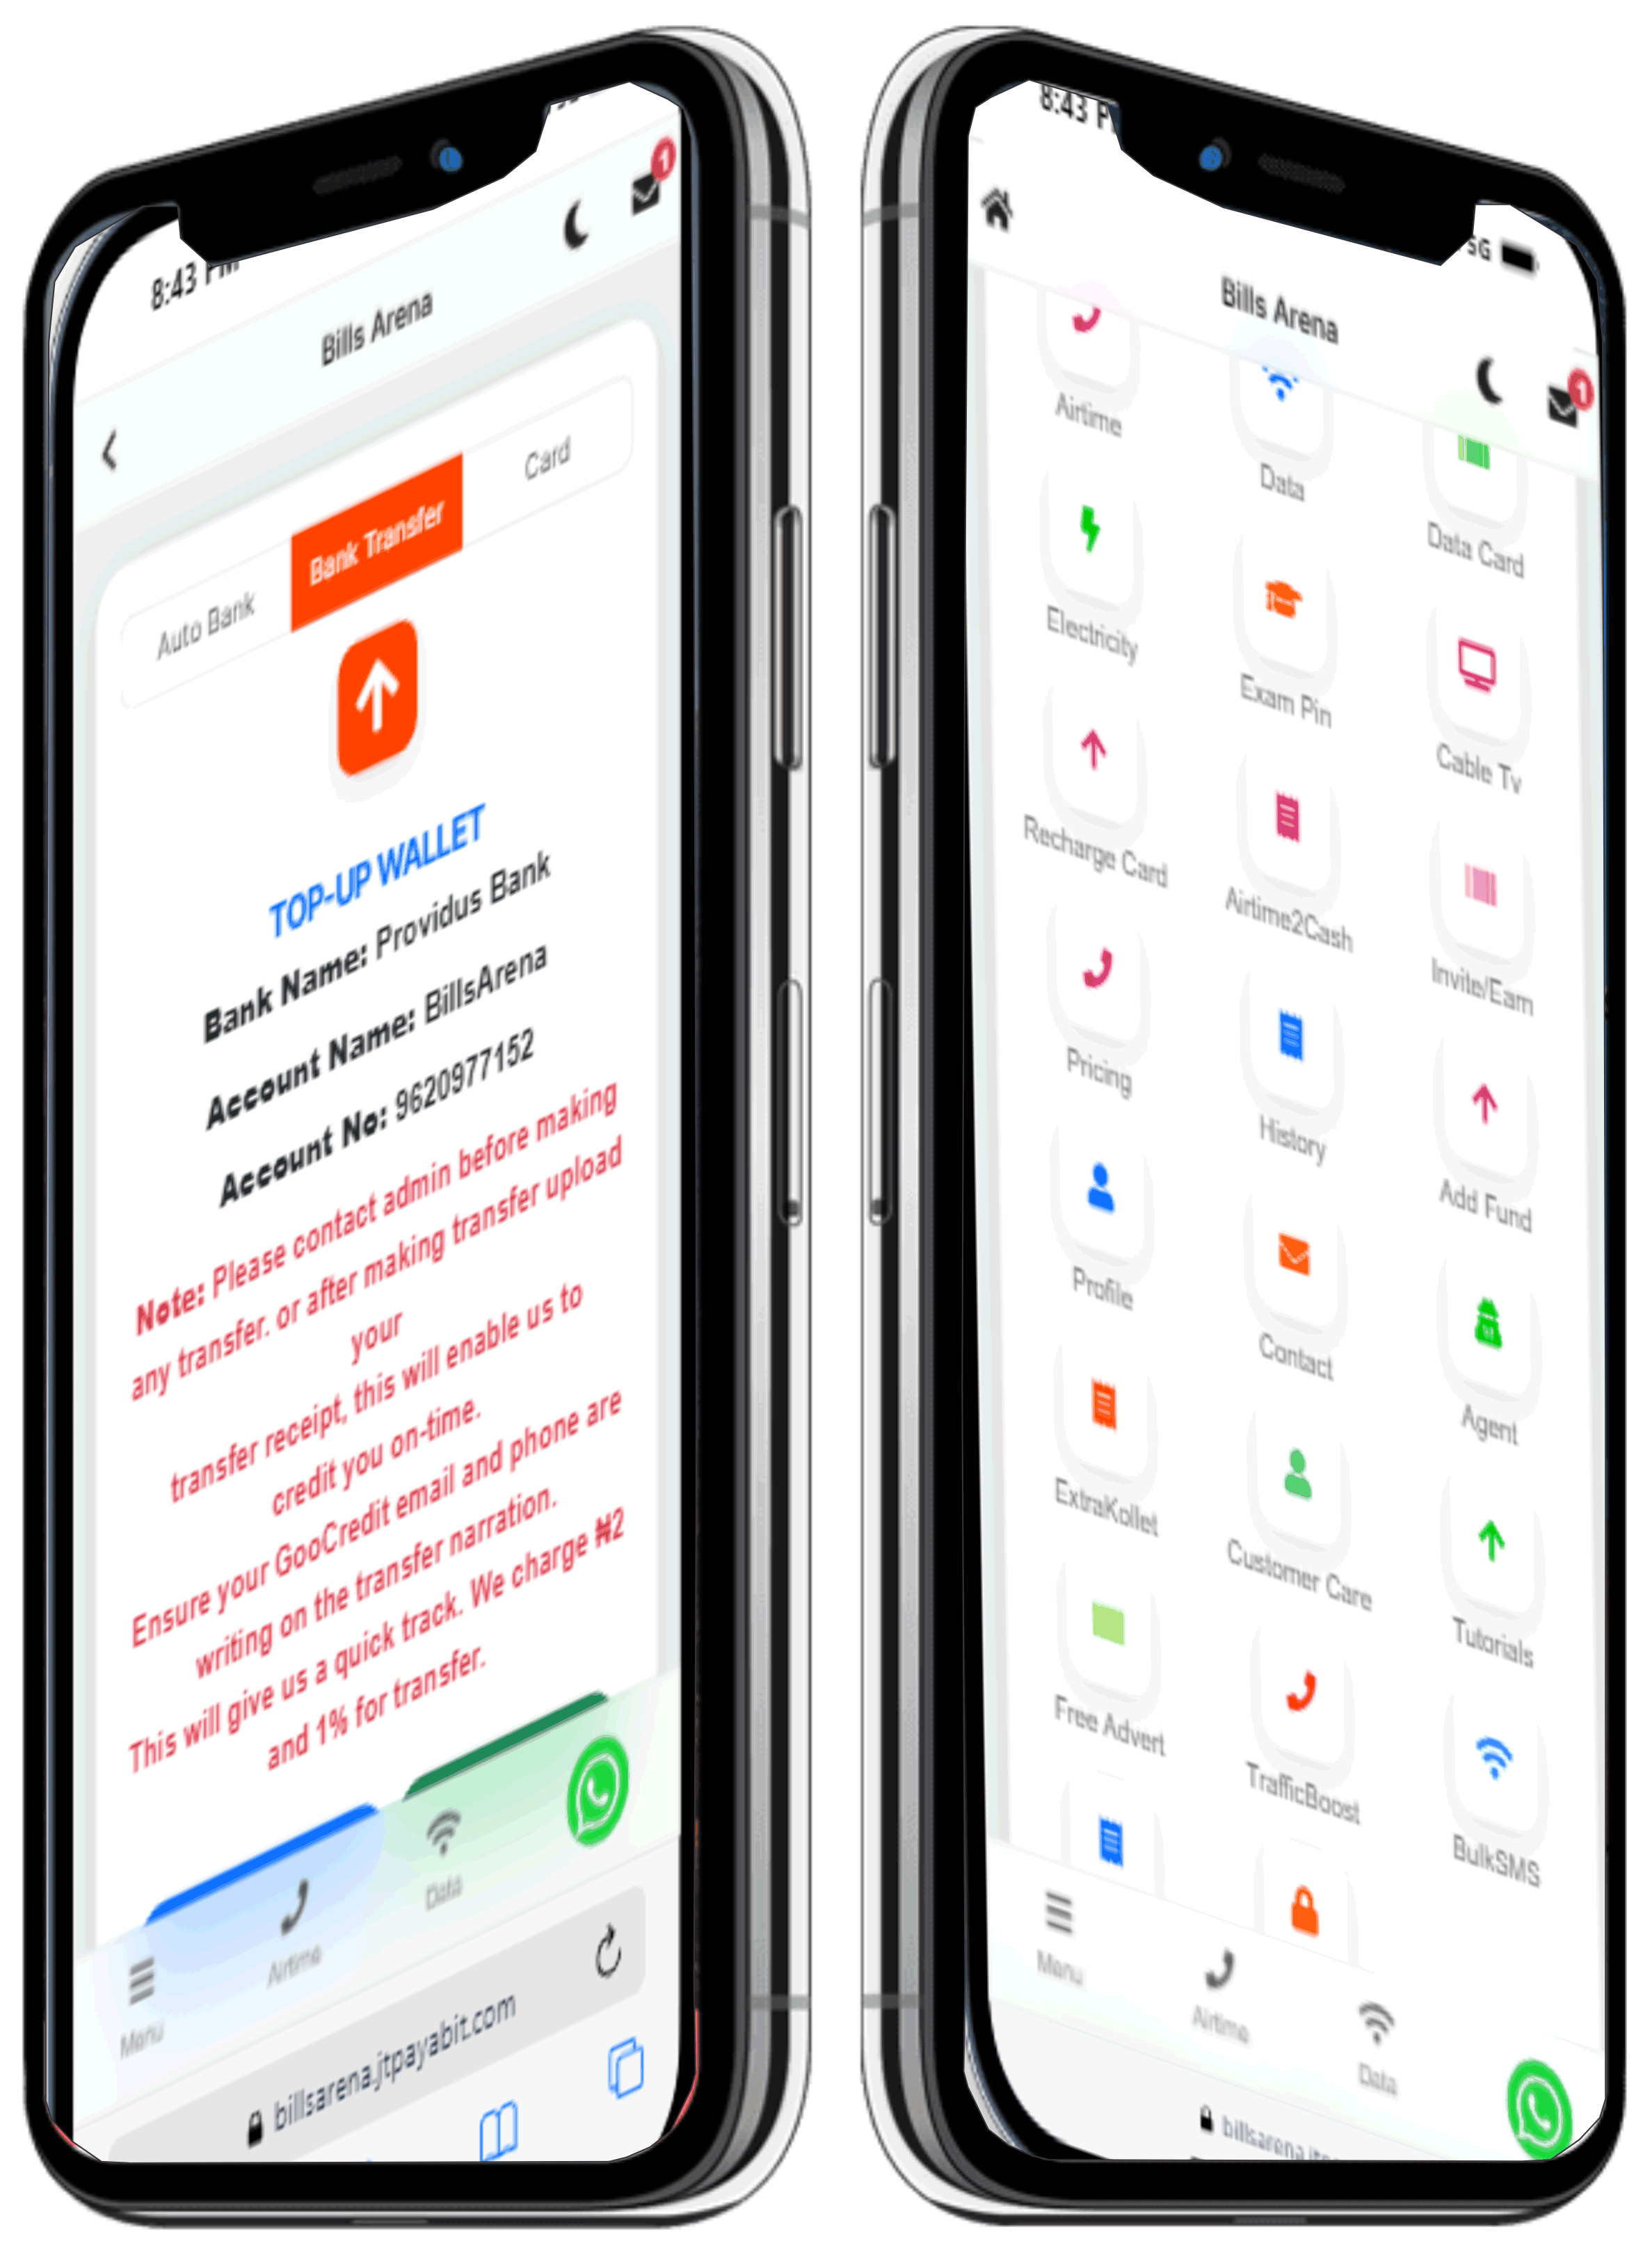 8:43 PM
1
Bills Arena
Auto Bank
Bank Transfer
Card
TOP-UP WALLET
Bank Name: Providus Bank
Account Name: BillsArena
Account No: 9620977152
Note: Please contact admin before making
any transfer. or after making transfer upload
your
transfer receipt, this will enable us to
credit you on-time.
Ensure your GooCredit email and phone are
writing on the transfer narration.
This will give us a quick track. We charge ₦2
and 1% for transfer.
Menu
Airtime
Data
billsarena.jtpayabit.com
8:43 P
5G
Bills Arena
1
Airtime
Data
Data Card
Electricity
Exam Pin
Cable Tv
Recharge Card
Airtime2Cash
Invite/Earn
Pricing
History
Add Fund
Profile
Contact
Agent
ExtraKollet
Customer Care
Tutorials
Free Advert
TrafficBoost
BulkSMS
Menu
Airtime
Data